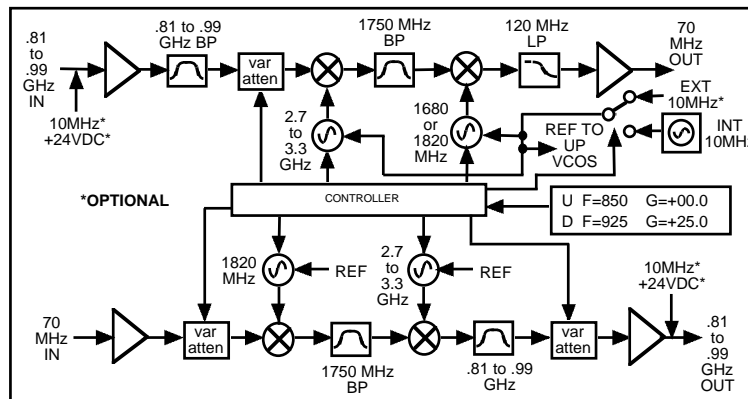 .81
to
.99
GHz
IN
.81 to .99
GHz BP
var
atten
1750 MHz
BP
120 MHz
LP
70
MHz
OUT
10MHz*
+24VDC*
2.7
to
3.3
GHz
1680
or
1820
MHz
REF TO
UP
VCOS
EXT
10MHz*
INT
10MHz
*OPTIONAL
CONTROLLER
U F=850 G=+00.0
D F=925 G=+25.0
1820
MHz
REF
2.7
to
3.3
GHz
REF
10MHz*
+24VDC*
70
MHz
IN
var
atten
1750 MHz
BP
.81 to .99
GHz
var
atten
.81
to
.99
GHz
OUT